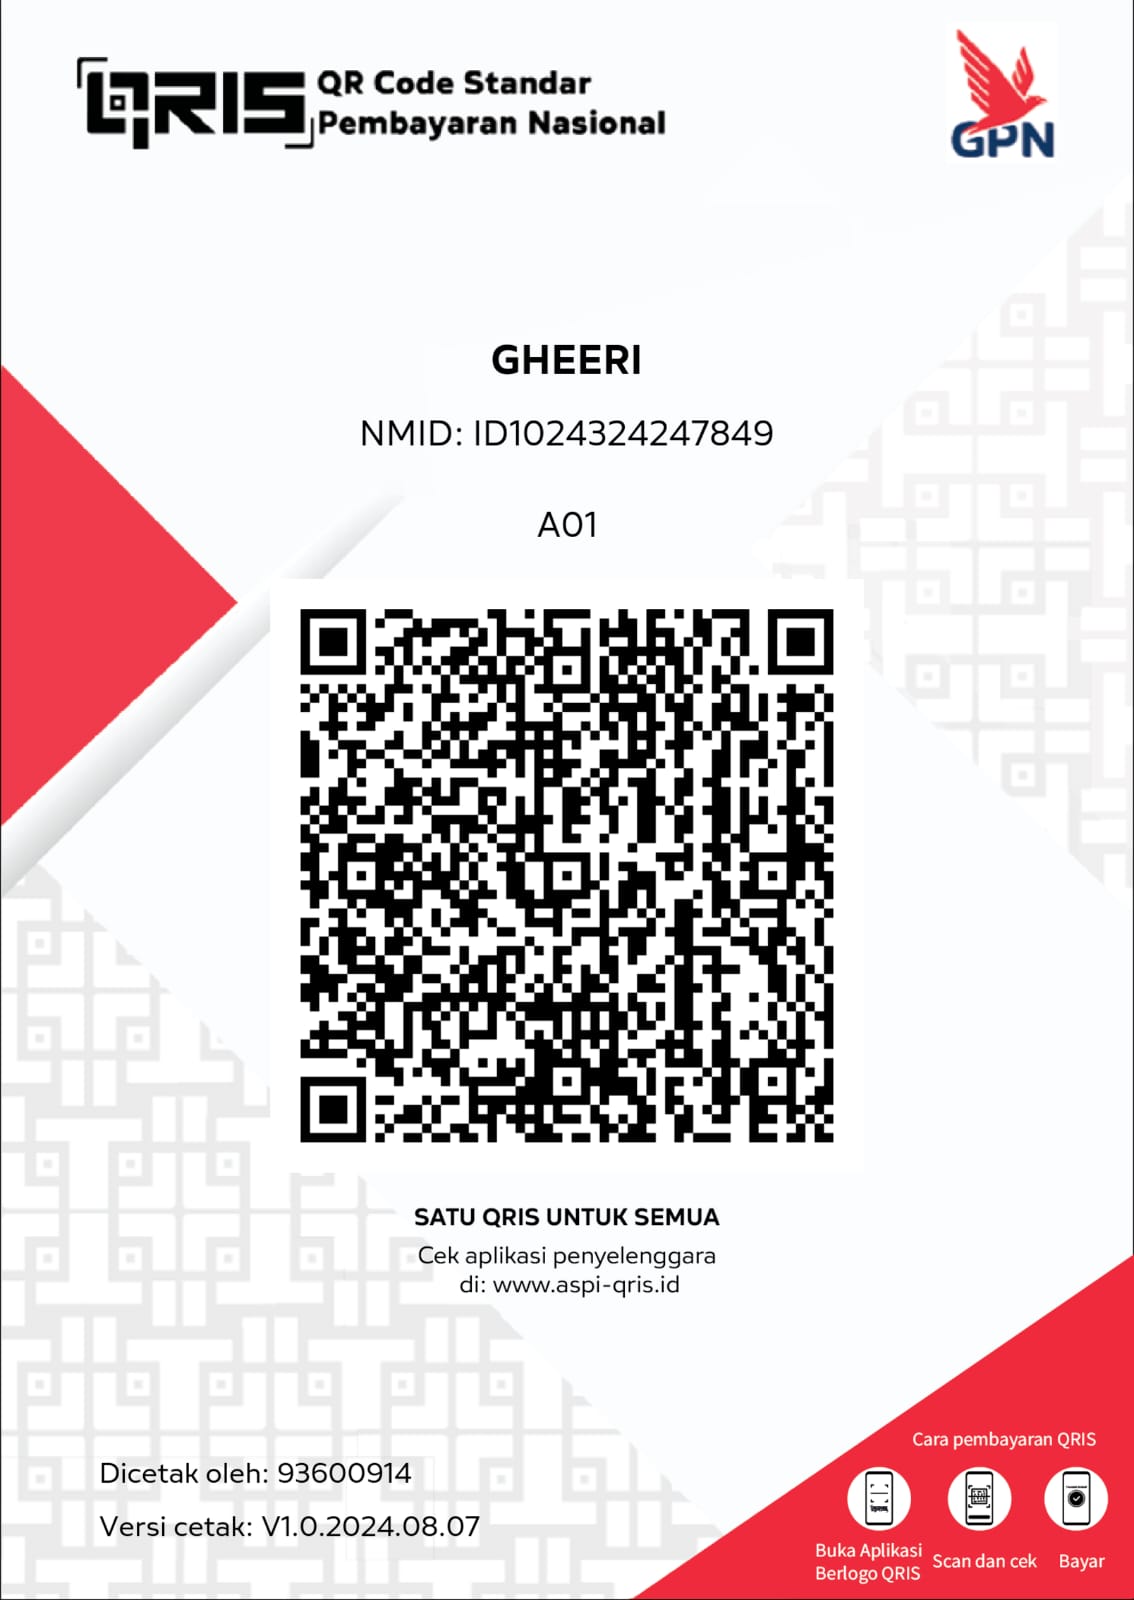 QRIS QR Code Standar
Pembayaran Nasional
GPN
GHEERI
NMID: ID1024324247849
A01
SATU QRIS UNTUK SEMUA
Cek aplikasi penyelenggara
di: www.aspi-qris.id
Dicetak oleh: 93600914
Versi cetak: V1.0.2024.08.07
Cara pembayaran QRIS
Buka Aplikasi
Berlogo QRIS
Scan dan cek
Bayar